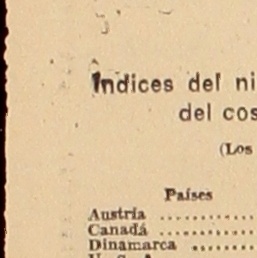 Indices del ni
del cos
(Los
Países
Austria ............
Canadá ............
Dinamarca .......